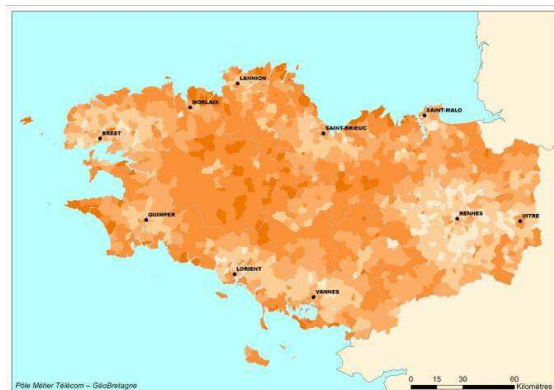 LANNION
MORLAIX
SAINT-MALO
BREST
SAINT-BRIEUC
QUIMPER
RENNES
VITRE
LORIENT
VANNES
0 15 30 60
Kilomètres
Pôle Métier Télécom – GéoBretagne